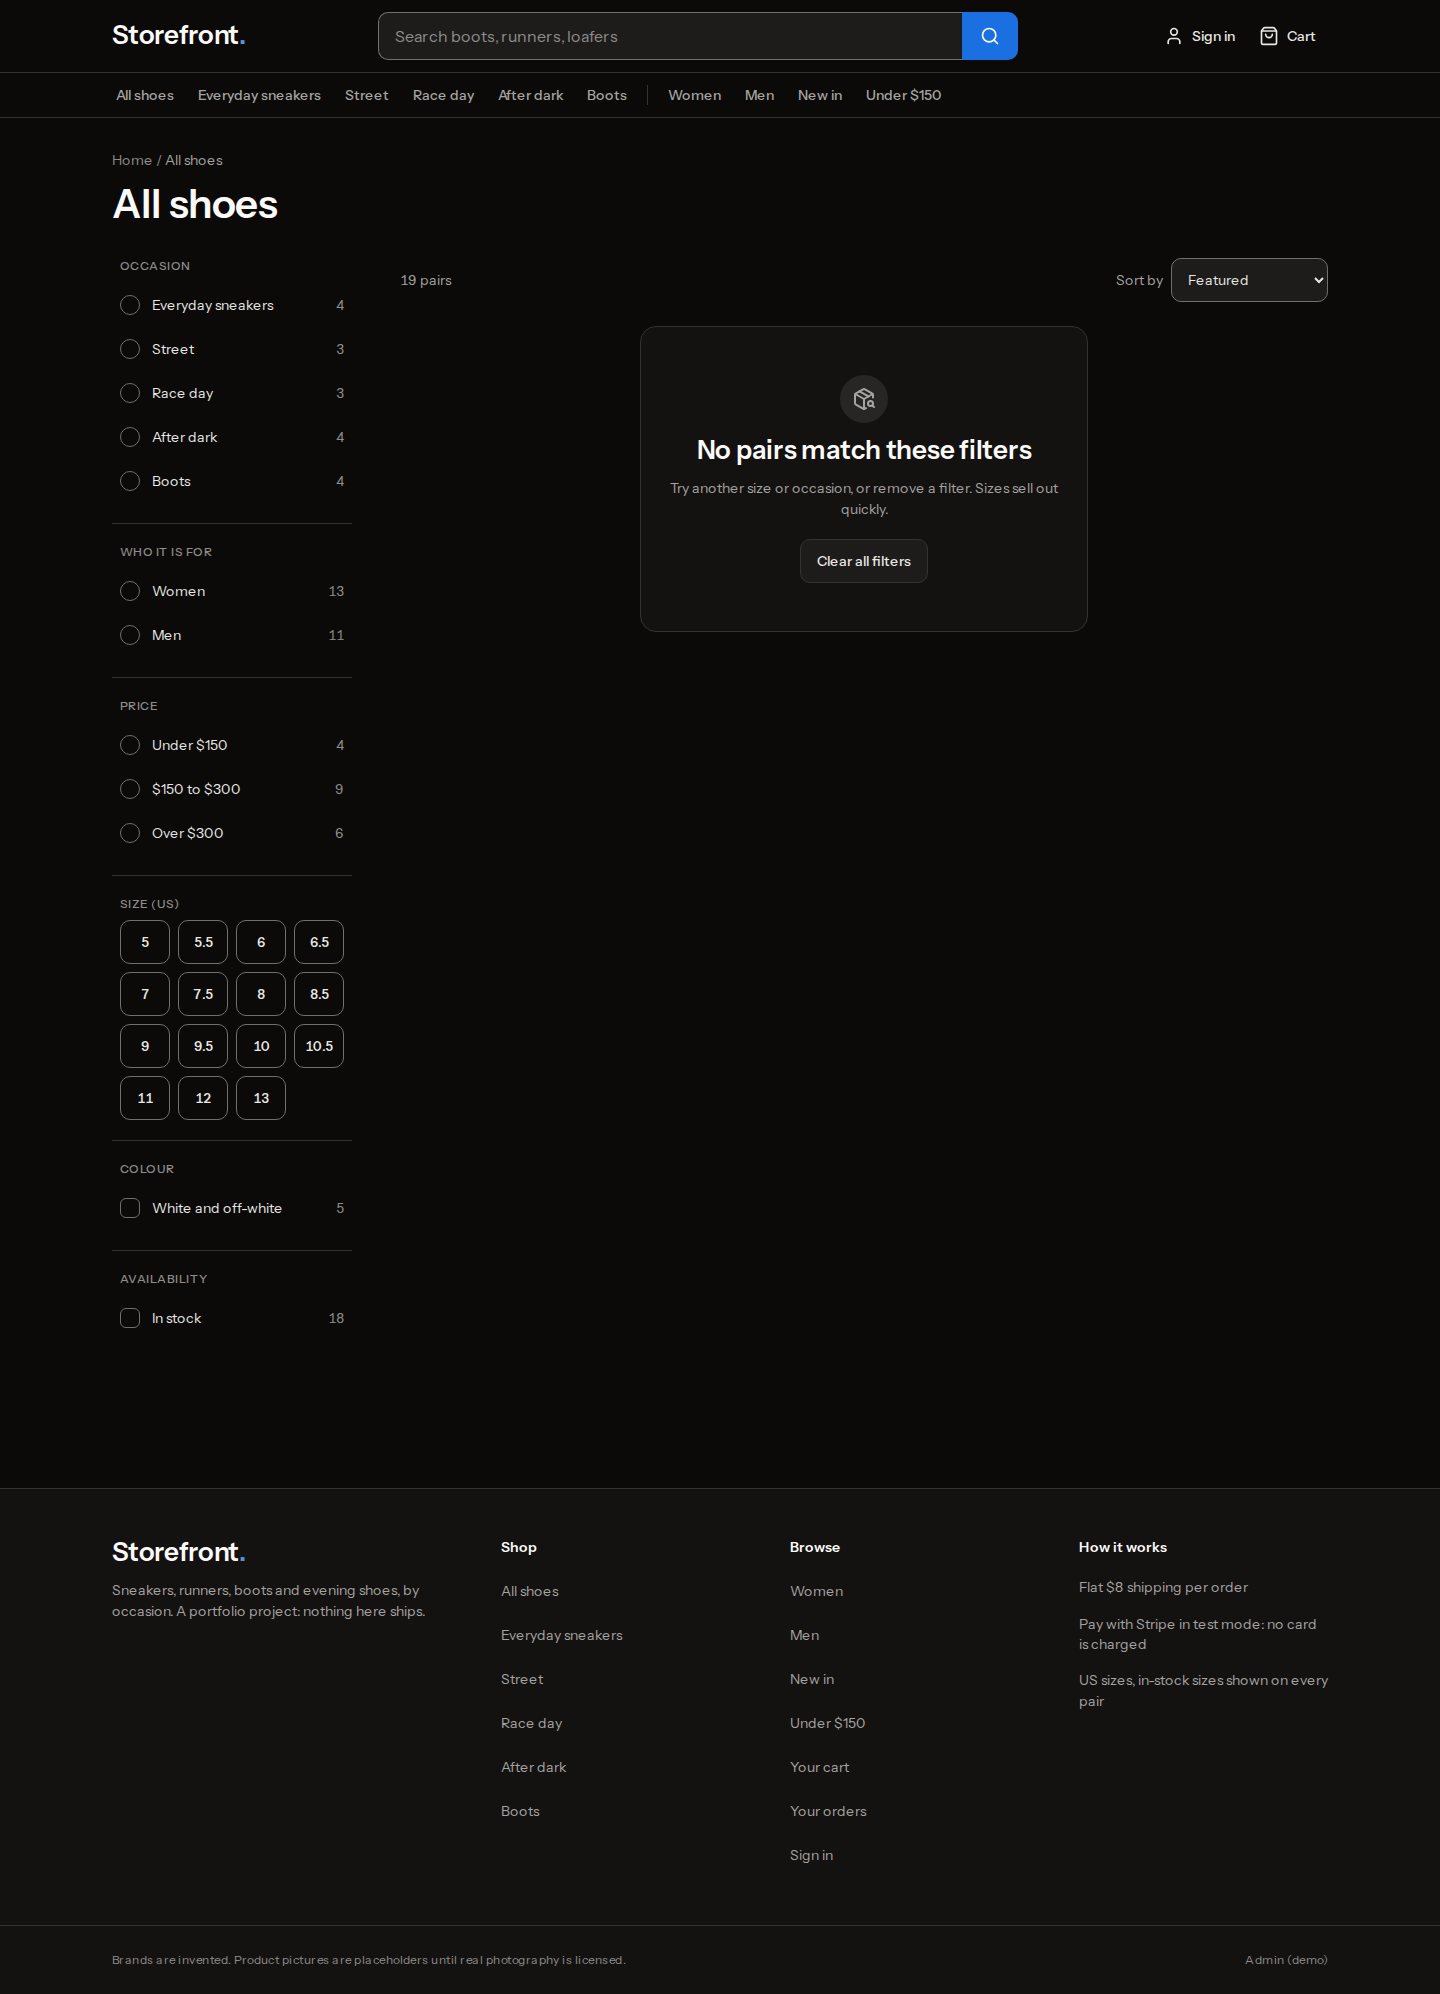 Storefront.
Search boots, runners, loafers
Sign in
Cart
All shoes
Everyday sneakers
Street
Race day
After dark
Boots
Women
Men
New in
Under $150
Home / All shoes
All shoes
OCCASION
Everyday sneakers 4
Street 3
Race day 3
After dark 4
Boots 4
WHO IT IS FOR
Women 13
Men 11
PRICE
Under $150 4
$150 to $300 9
Over $300 6
SIZE (US)
5 5.5 6 6.5
7 7.5 8 8.5
9 9.5 10 10.5
11 12 13
COLOUR
White and off-white 5
AVAILABILITY
In stock 18
19 pairs
Sort by Featured
No pairs match these filters
Try another size or occasion, or remove a filter. Sizes sell out
quickly.
Clear all filters
Storefront.
Sneakers, runners, boots and evening shoes, by
occasion. A portfolio project: nothing here ships.
Shop
All shoes
Everyday sneakers
Street
Race day
After dark
Boots
Browse
Women
Men
New in
Under $150
Your cart
Your orders
Sign in
How it works
Flat $8 shipping per order
Pay with Stripe in test mode: no card
is charged
US sizes, in-stock sizes shown on every
pair
Brands are invented. Product pictures are placeholders until real photography is licensed.
Admin (demo)